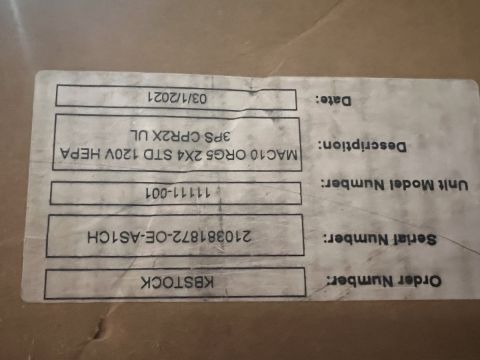 Order Number: KBSTOCK
Serial Number: 210381872-OE-AS1CH
Unit Model Number: 11111-001
Description: MAC10 ORG5 2X4 STD 120V HEPA
3PS CPR2X UL
Date: 03/1/2021